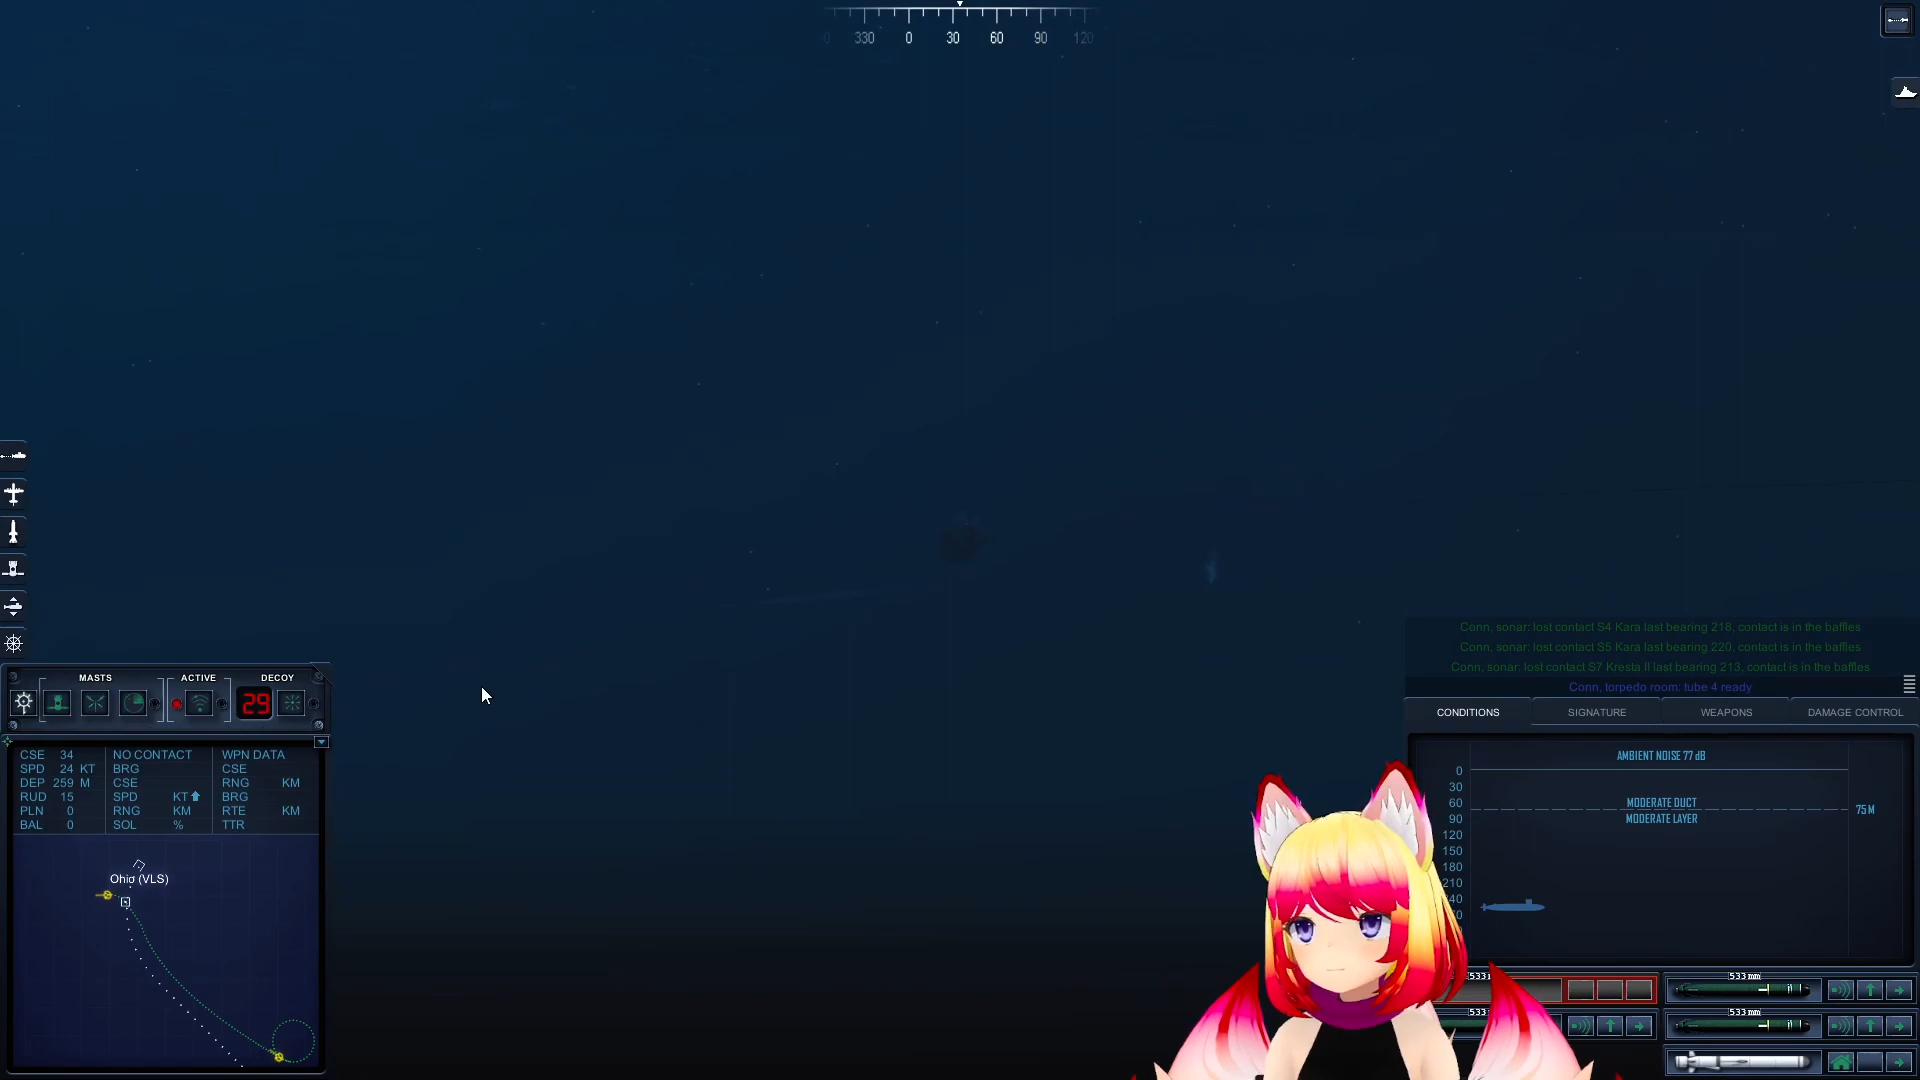 330 0 30 60 90 120
Conn, sonar: lost contact S4 Kara last bearing 218, contact is in the baffles
Conn, sonar: lost contact S5 Kara last bearing 220, contact is in the baffles
Conn, sonar: lost contact S7 Kresta II last bearing 213, contact is in the baffles
Conn, torpedo room: tube 4 ready
MASTS ACTIVE DECOY
29
CONDITIONS SIGNATURE WEAPONS DAMAGE CONTROL
CSE 34 NO CONTACT WPN DATA
SPD 24 KT BRG CSE
DEP 259 M CSE RNG KM
RUD 15 SPD KT BRG
PLN 0 RNG KM RTE KM
BAL 0 SOL % TTR
AMBIENT NOISE 77 dB
0
30
60 MODERATE DUCT
75 M
90 MODERATE LAYER
120
150
180
210
Ohio (VLS)
533 mm
533 mm